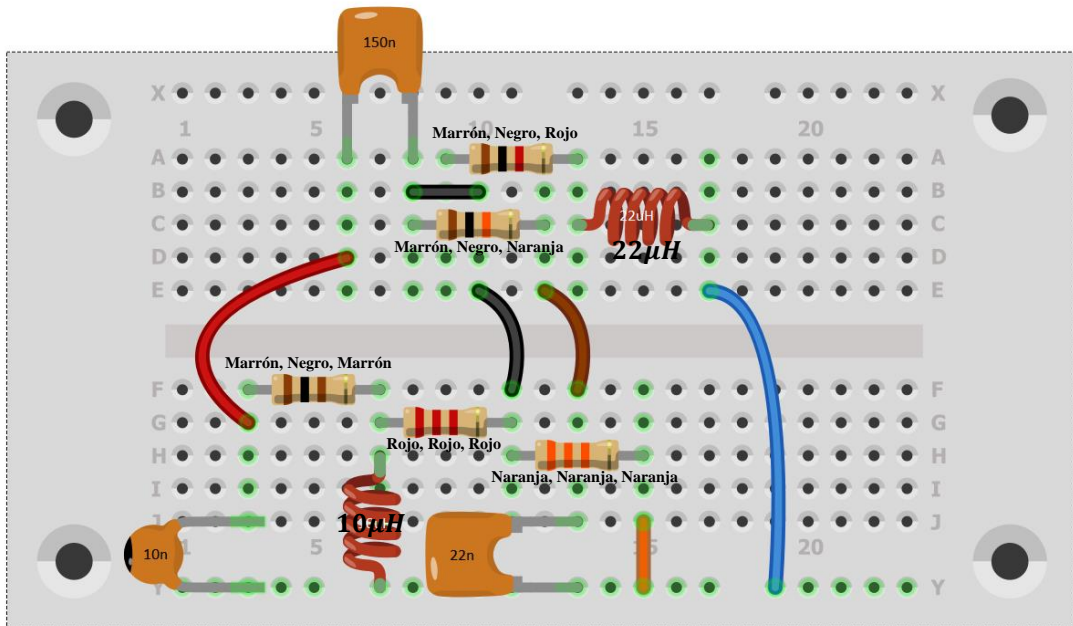 150n
X X
1 5 10 15 20
Marrón, Negro, Rojo
A A
B B
22uH
C C
Marrón, Negro, Naranja
22μH
D D
E E
Marrón, Negro, Marrón
F F
G G
Rojo, Rojo, Rojo
H H
Naranja, Naranja, Naranja
I I
10μH
J J
10n
1 5 15 20
22n
Y Y